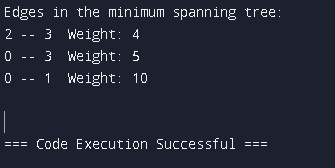 Edges in the minimum spanning tree:
2 -- 3  Weight: 4
0 -- 3  Weight: 5
0 -- 1  Weight: 10
=== Code Execution Successful ===